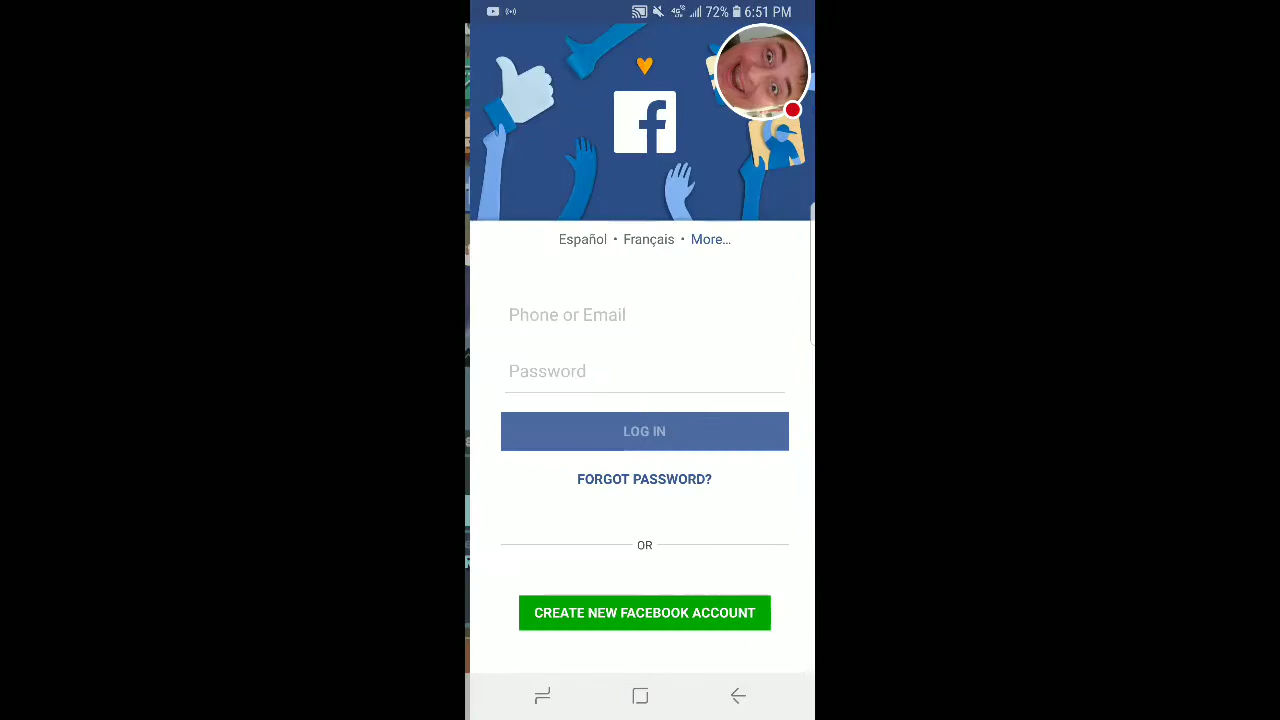 72% 6:51 PM
Español • Français • More...
Phone or Email
Password
LOG IN
FORGOT PASSWORD?
OR
CREATE NEW FACEBOOK ACCOUNT